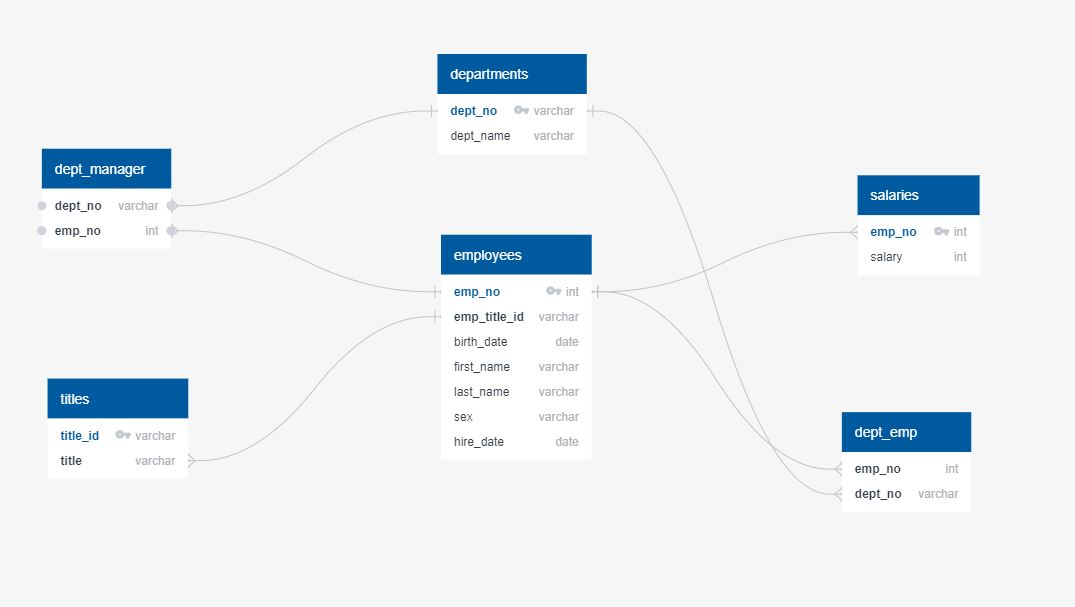 departments
dept_no varchar
dept_name varchar
dept_manager
dept_no varchar
emp_no int
salaries
emp_no int
salary int
employees
emp_no int
emp_title_id varchar
birth_date date
first_name varchar
last_name varchar
sex varchar
hire_date date
titles
title_id varchar
title varchar
dept_emp
emp_no int
dept_no varchar